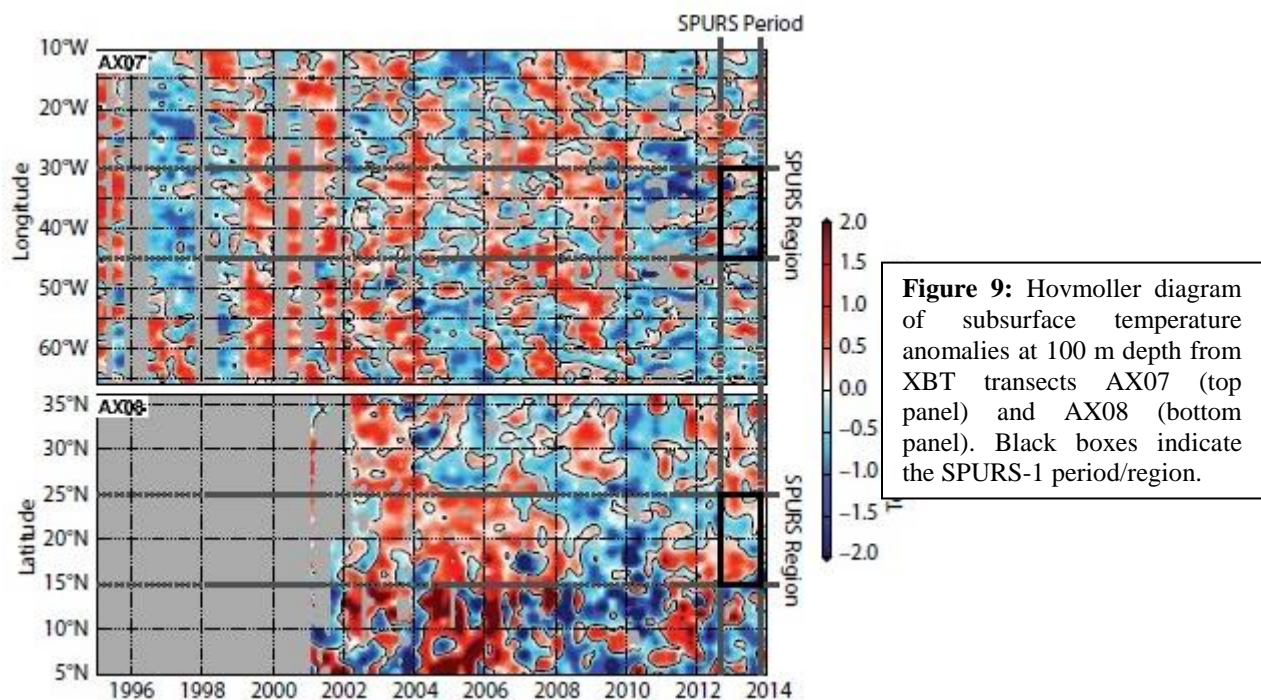 SPURS Period
10°W
AX07
20°W
30°W
40°W
50°W
60°W
Longitude
SPURS Region
35°N
AX08
30°N
25°N
20°N
15°N
10°N
5°N
Latitude
SPURS Region
1996 1998 2000 2002 2004 2006 2008 2010 2012 2014
2.0
1.5
1.0
0.5
0.0
−0.5
−1.0
−1.5
−2.0
Figure 9: Hovmoller diagram
of subsurface temperature
anomalies at 100 m depth from
XBT transects AX07 (top
panel) and AX08 (bottom
panel). Black boxes indicate
the SPURS-1 period/region.